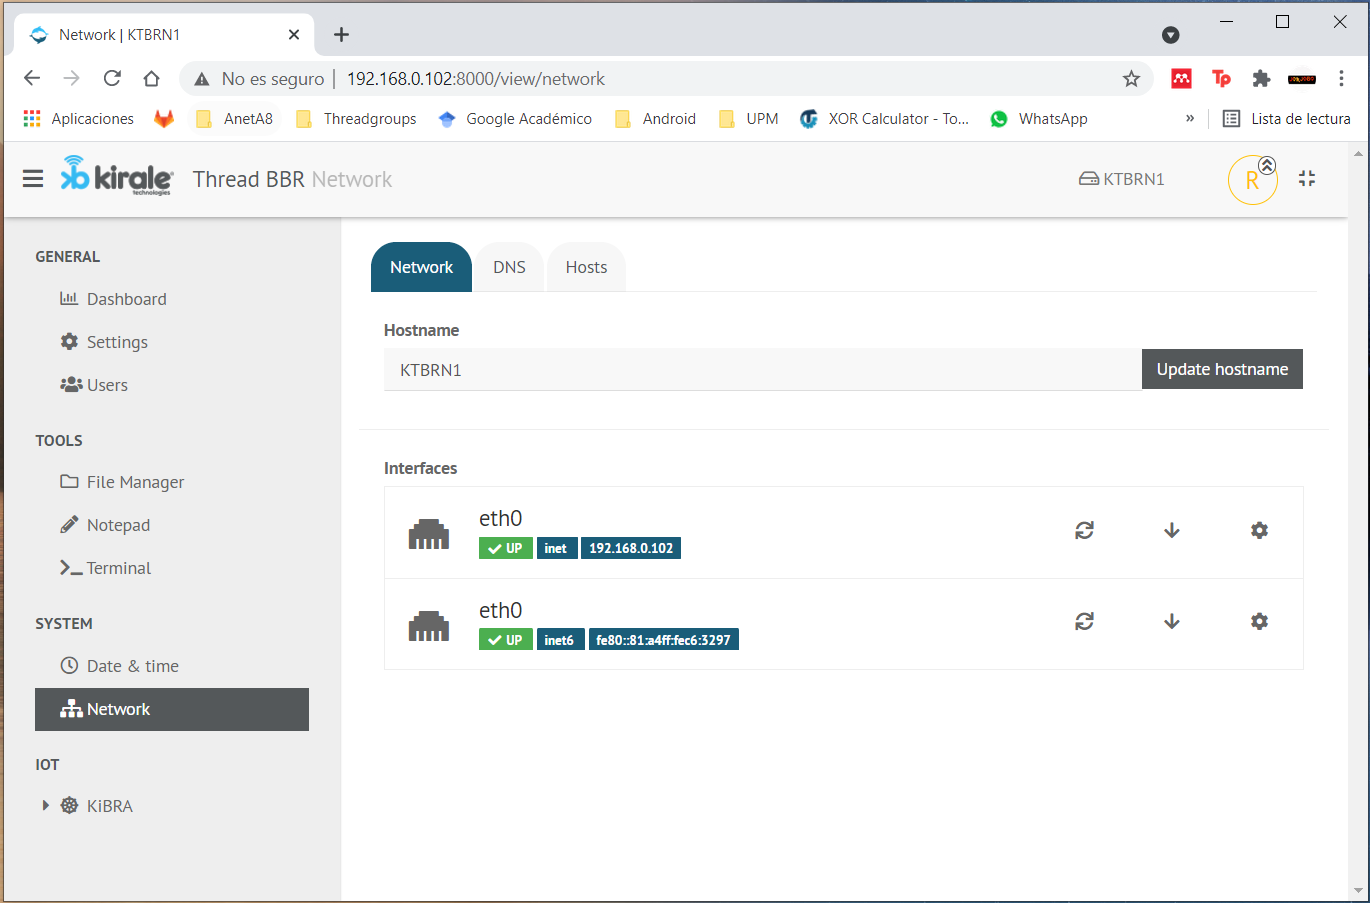 Network | KTBRN1
No es seguro | 192.168.0.102:8000/view/network
Aplicaciones AnetA8 Threadgroups Google Académico Android UPM XOR Calculator - To... WhatsApp » Lista de lectura
kirale technologies Thread BBR Network KTBRN1 R
GENERAL
Dashboard
Settings
Users
TOOLS
File Manager
Notepad
Terminal
SYSTEM
Date & time
Network
IOT
KiBRA
Network DNS Hosts
Hostname
KTBRN1 Update hostname
Interfaces
eth0
UP inet 192.168.0.102
eth0
UP inet6 fe80::81:a4ff:fec6:3297